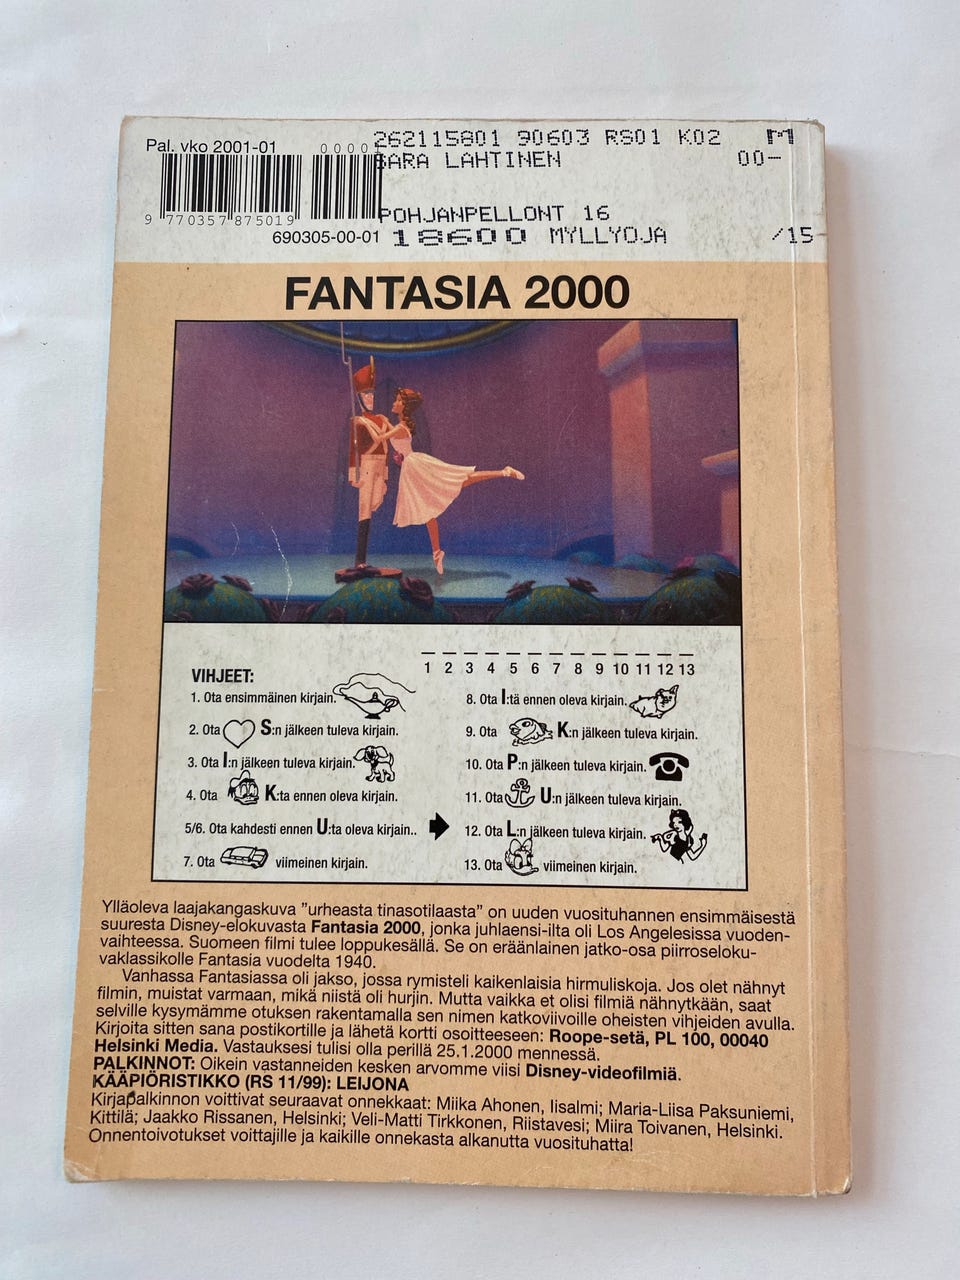 Pal. vko 2001-01
0000
262115801 90603 RS01 K02 M
SARA LAHTINEN 00-
9 770357 875019
POHJANPELLONT 16
690305-00-01
18600 MYLLYOJA /15
FANTASIA 2000
1 2 3 4 5 6 7 8 9 10 11 12 13
VIHJEET:
1. Ota ensimmäinen kirjain.
2. Ota S:n jälkeen tuleva kirjain.
3. Ota I:n jälkeen tuleva kirjain.
4. Ota K:ta ennen oleva kirjain.
5/6. Ota kahdesti ennen U:ta oleva kirjain..
7. Ota viimeinen kirjain.
8. Ota I:tä ennen oleva kirjain.
9. Ota K:n jälkeen tuleva kirjain.
10. Ota P:n jälkeen tuleva kirjain.
11. Ota U:n jälkeen tuleva kirjain.
12. Ota L:n jälkeen tuleva kirjain.
13. Ota viimeinen kirjain.
Ylläoleva laajakangaskuva ”urheasta tinasotilaasta” on uuden vuosituhannen ensimmäisestä
suuresta Disney-elokuvasta Fantasia 2000, jonka juhlaensi-ilta oli Los Angelesissa vuoden-
vaihteessa. Suomeen filmi tulee loppukesällä. Se on eräänlainen jatko-osa piirroseloku-
vaklassikolle Fantasia vuodelta 1940.
Vanhassa Fantasiassa oli jakso, jossa rymisteli kaikenlaisia hirmuliskoja. Jos olet nähnyt
filmin, muistat varmaan, mikä niistä oli hurjin. Mutta vaikka et olisi filmiä nähnytkään, saat
selville kysymämme otuksen rakentamalla sen nimen katkoviivoille oheisten vihjeiden avulla.
Kirjoita sitten sana postikortille ja lähetä kortti osoitteeseen: Roope-setä, PL 100, 00040
Helsinki Media. Vastauksesi tulisi olla perillä 25.1.2000 mennessä.
PALKINNOT: Oikein vastanneiden kesken arvomme viisi Disney-videofilmiä.
KÄÄPIÖRISTIKKO (RS 11/99): LEIJONA
Kirjapalkinnon voittivat seuraavat onnekkaat: Miika Ahonen, Iisalmi; Maria-Liisa Paksuniemi,
Kittilä; Jaakko Rissanen, Helsinki; Veli-Matti Tirkkonen, Riistavesi; Miira Toivanen, Helsinki.
Onnentoivotukset voittajille ja kaikille onnekasta alkanutta vuosituhatta!